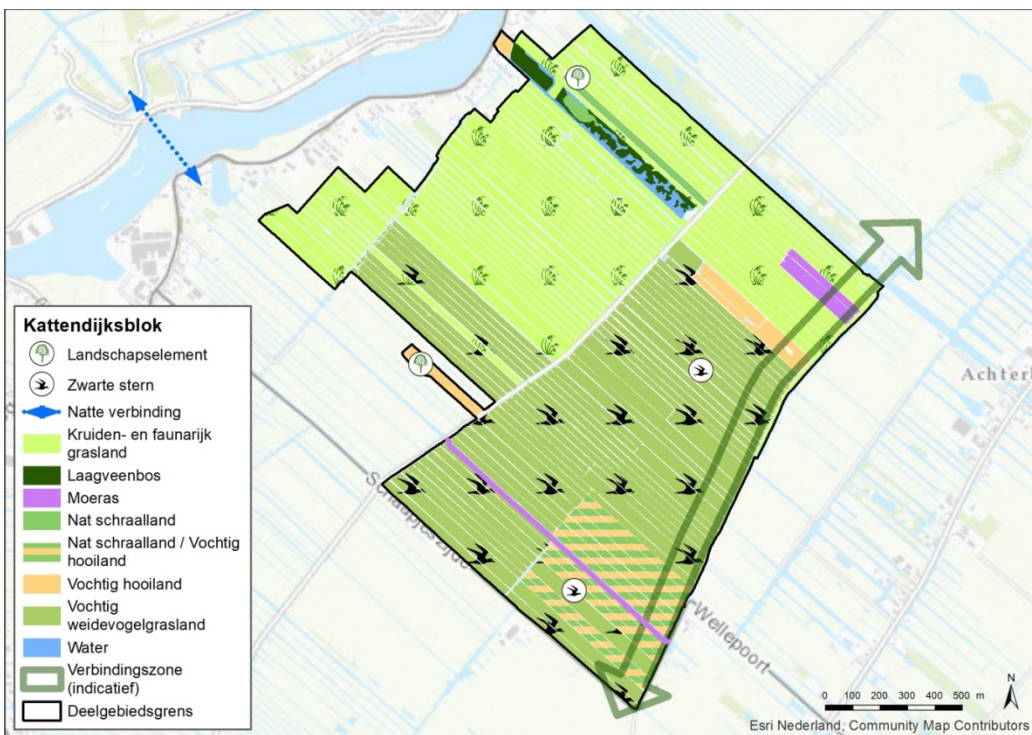 Kattendijksblok
Landschapselement
Zwarte stern
Natte verbinding
Kruiden- en faunarijk
grasland
Laagveenbos
Moeras
Nat schraalland
Nat schraalland / Vochtig
hooiland
Vochtig hooiland
Vochtig
weidevogelgrasland
Water
Verbindingszone
(indicatief)
Deelgebiedsgrens
Wellepoort
N
0 100 200 300 400 500 m
Esri Nederland, Community Map Contributors